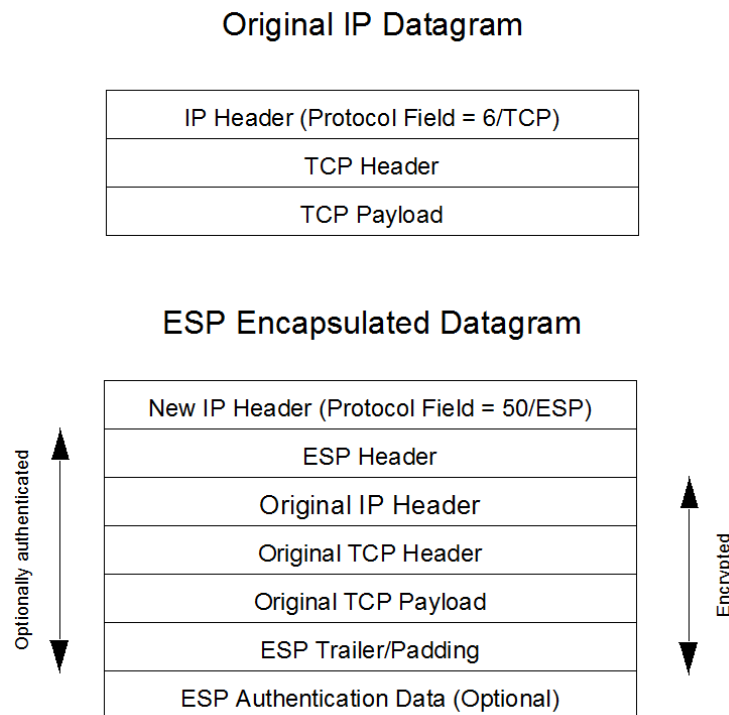 Original IP Datagram
IP Header (Protocol Field = 6/TCP)
TCP Header
TCP Payload
ESP Encapsulated Datagram
New IP Header (Protocol Field = 50/ESP)
ESP Header
Original IP Header
Original TCP Header
Original TCP Payload
ESP Trailer/Padding
ESP Authentication Data (Optional)
Optionally authenticated
Encrypted